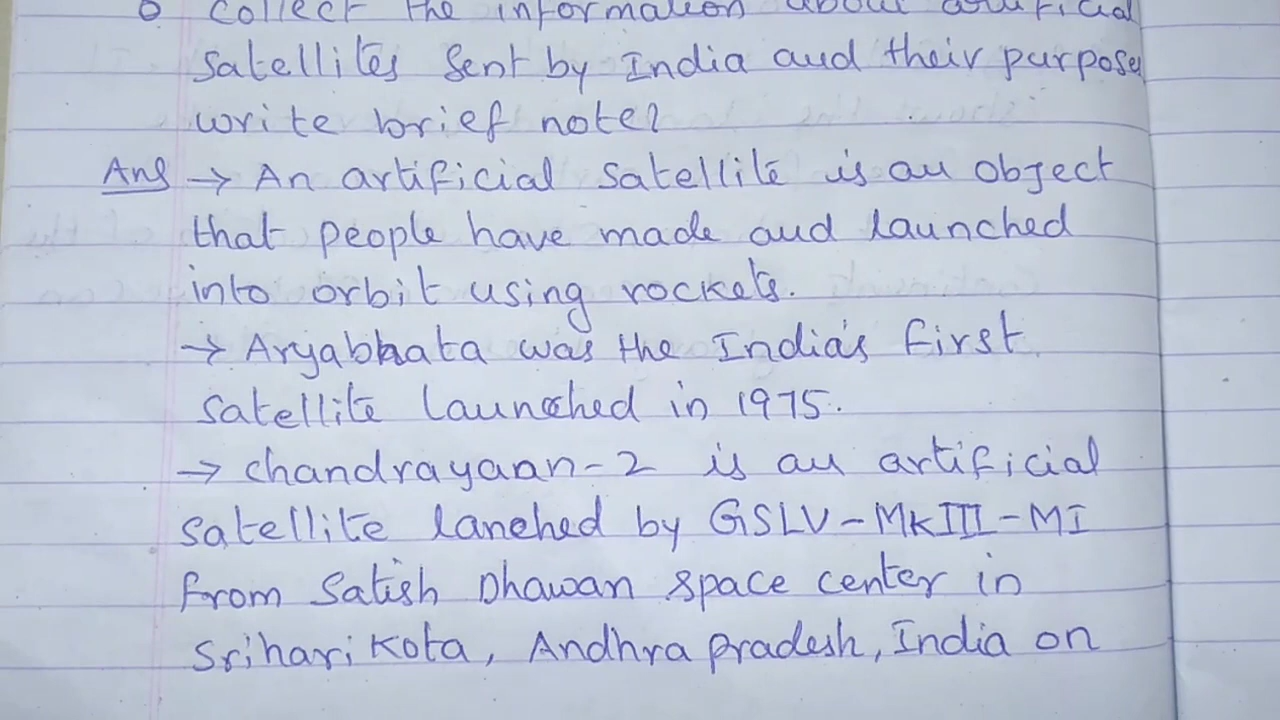 collect the information about artificial
satellites sent by India and their purpose
write brief note?
Ans → An artificial satellite is an object
that people have made and launched
into orbit using rockets.
→ Aryabhata was the India's first
satellite launched in 1975.
→ chandrayaan-2 is an artificial
satellite lanched by GSLV-MKIII-MI
from Satish Dhawan space center in
Sriharikota, Andhra pradesh, India on